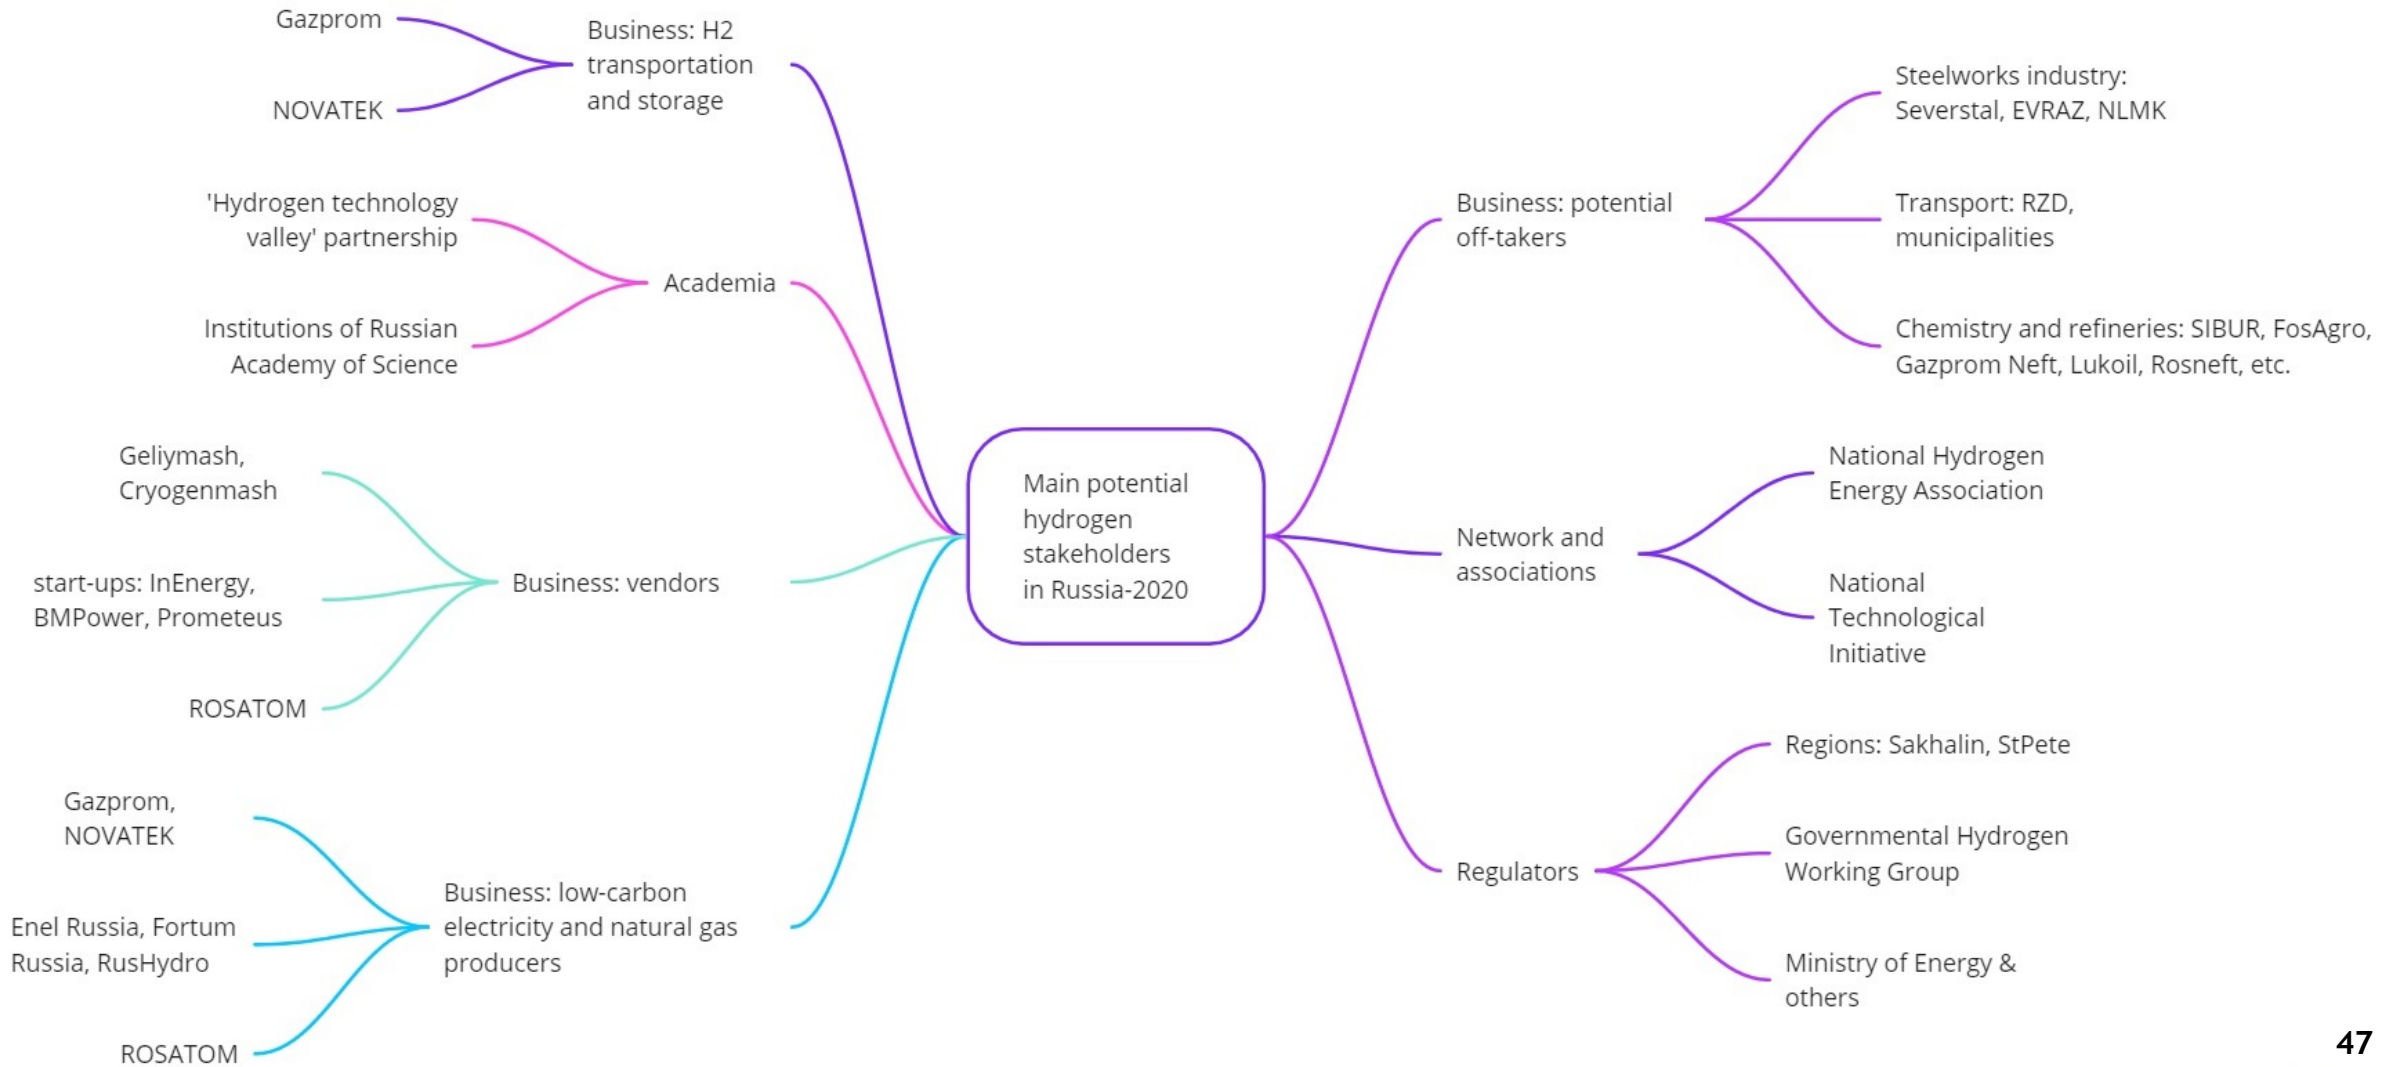 Gazprom
NOVATEK
Business: H2
transportation
and storage
'Hydrogen technology
valley' partnership
Institutions of Russian
Academy of Science
Academia
Geliymash,
Cryogenmash
start-ups: InEnergy,
BMPower, Prometeus
ROSATOM
Business: vendors
Gazprom,
NOVATEK
Enel Russia, Fortum
Russia, RusHydro
ROSATOM
Business: low-carbon
electricity and natural gas
producers
Main potential
hydrogen
stakeholders
in Russia-2020
Business: potential
off-takers
Steelworks industry:
Severstal, EVRAZ, NLMK
Transport: RZD,
municipalities
Chemistry and refineries: SIBUR, FosAgro,
Gazprom Neft, Lukoil, Rosneft, etc.
Network and
associations
National Hydrogen
Energy Association
National
Technological
Initiative
Regulators
Regions: Sakhalin, StPete
Governmental Hydrogen
Working Group
Ministry of Energy &
others
47